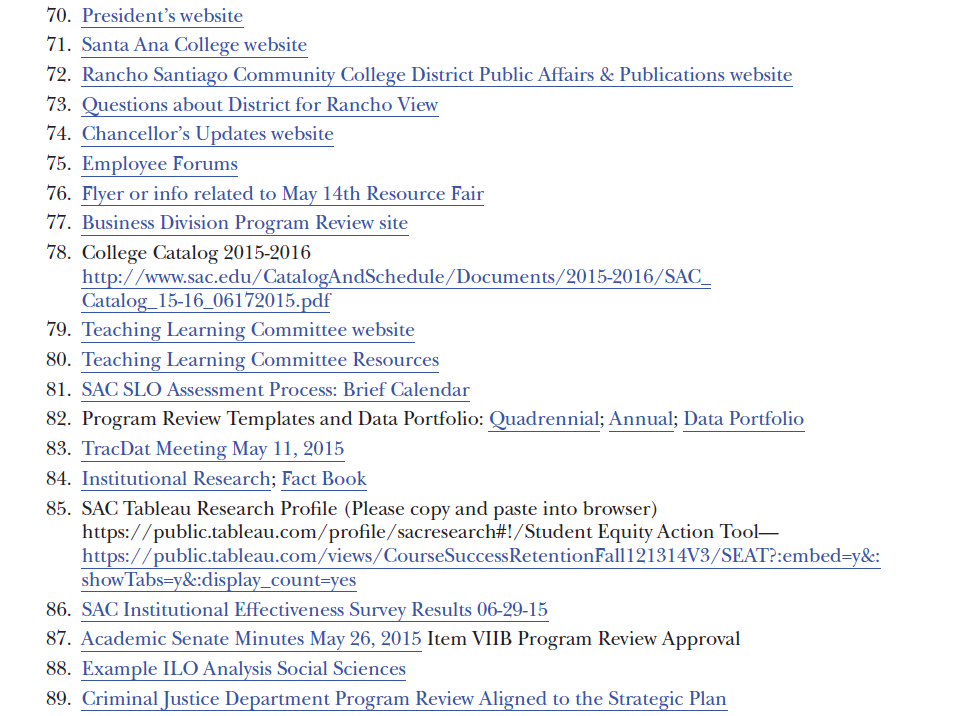 70. President’s website
71. Santa Ana College website
72. Rancho Santiago Community College District Public Affairs & Publications website
73. Questions about District for Rancho View
74. Chancellor’s Updates website
75. Employee Forums
76. Flyer or info related to May 14th Resource Fair
77. Business Division Program Review site
78. College Catalog 2015-2016
http://www.sac.edu/CatalogAndSchedule/Documents/2015-2016/SAC_
Catalog_15-16_06172015.pdf
79. Teaching Learning Committee website
80. Teaching Learning Committee Resources
81. SAC SLO Assessment Process: Brief Calendar
82. Program Review Templates and Data Portfolio: Quadrennial; Annual; Data Portfolio
83. TracDat Meeting May 11, 2015
84. Institutional Research; Fact Book
85. SAC Tableau Research Profile (Please copy and paste into browser)
https://public.tableau.com/profile/sacresearch#!/Student Equity Action Tool—
https://public.tableau.com/views/CourseSuccessRetentionFall121314V3/SEAT?:embed=y&:
showTabs=y&:display_count=yes
86. SAC Institutional Effectiveness Survey Results 06-29-15
87. Academic Senate Minutes May 26, 2015 Item VIIB Program Review Approval
88. Example ILO Analysis Social Sciences
89. Criminal Justice Department Program Review Aligned to the Strategic Plan